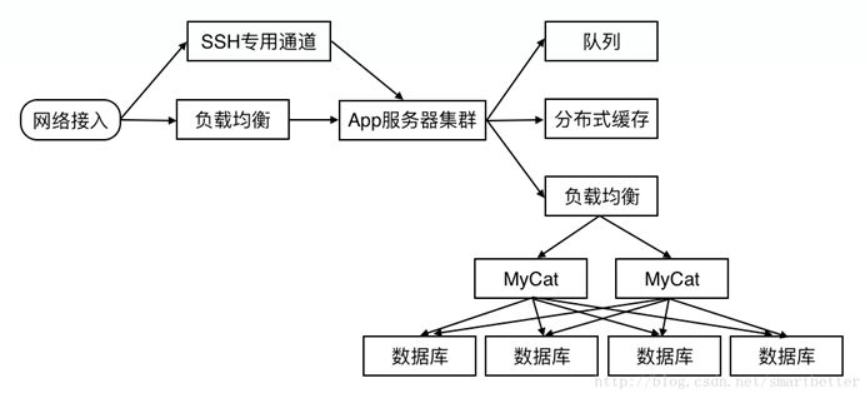 SSH专用通道
队列
网络接入
负载均衡
App服务器集群
分布式缓存
负载均衡
MyCat
MyCat
数据库
数据库
数据库
数据库
http://blog.csdn.net/smartbetter